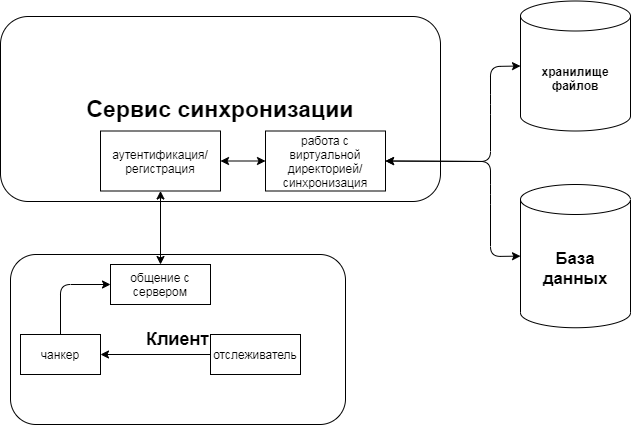 хранилище
файлов
Сервис синхронизации
аутентификация/
регистрация
работа с
виртуальной
директорией/
синхронизация
База
данных
общение с
сервером
Клиент
чанкер
отслеживатель